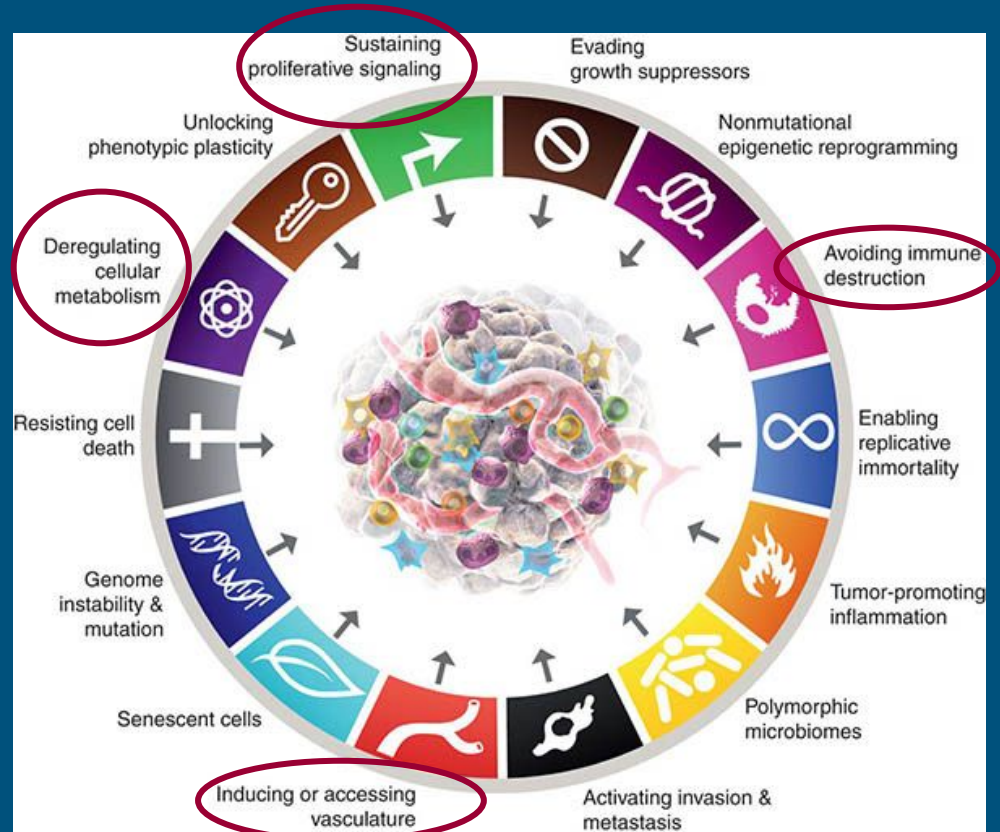 Sustaining
proliferative signaling
Evading
growth suppressors
Unlocking
phenotypic plasticity
Nonmutational
epigenetic reprogramming
Deregulating
cellular
metabolism
Avoiding immune
destruction
Resisting cell
death
Enabling
replicative
immortality
Genome
instability &
mutation
Tumor-promoting
inflammation
Senescent cells
Polymorphic
microbiomes
Inducing or accessing
vasculature
Activating invasion &
metastasis